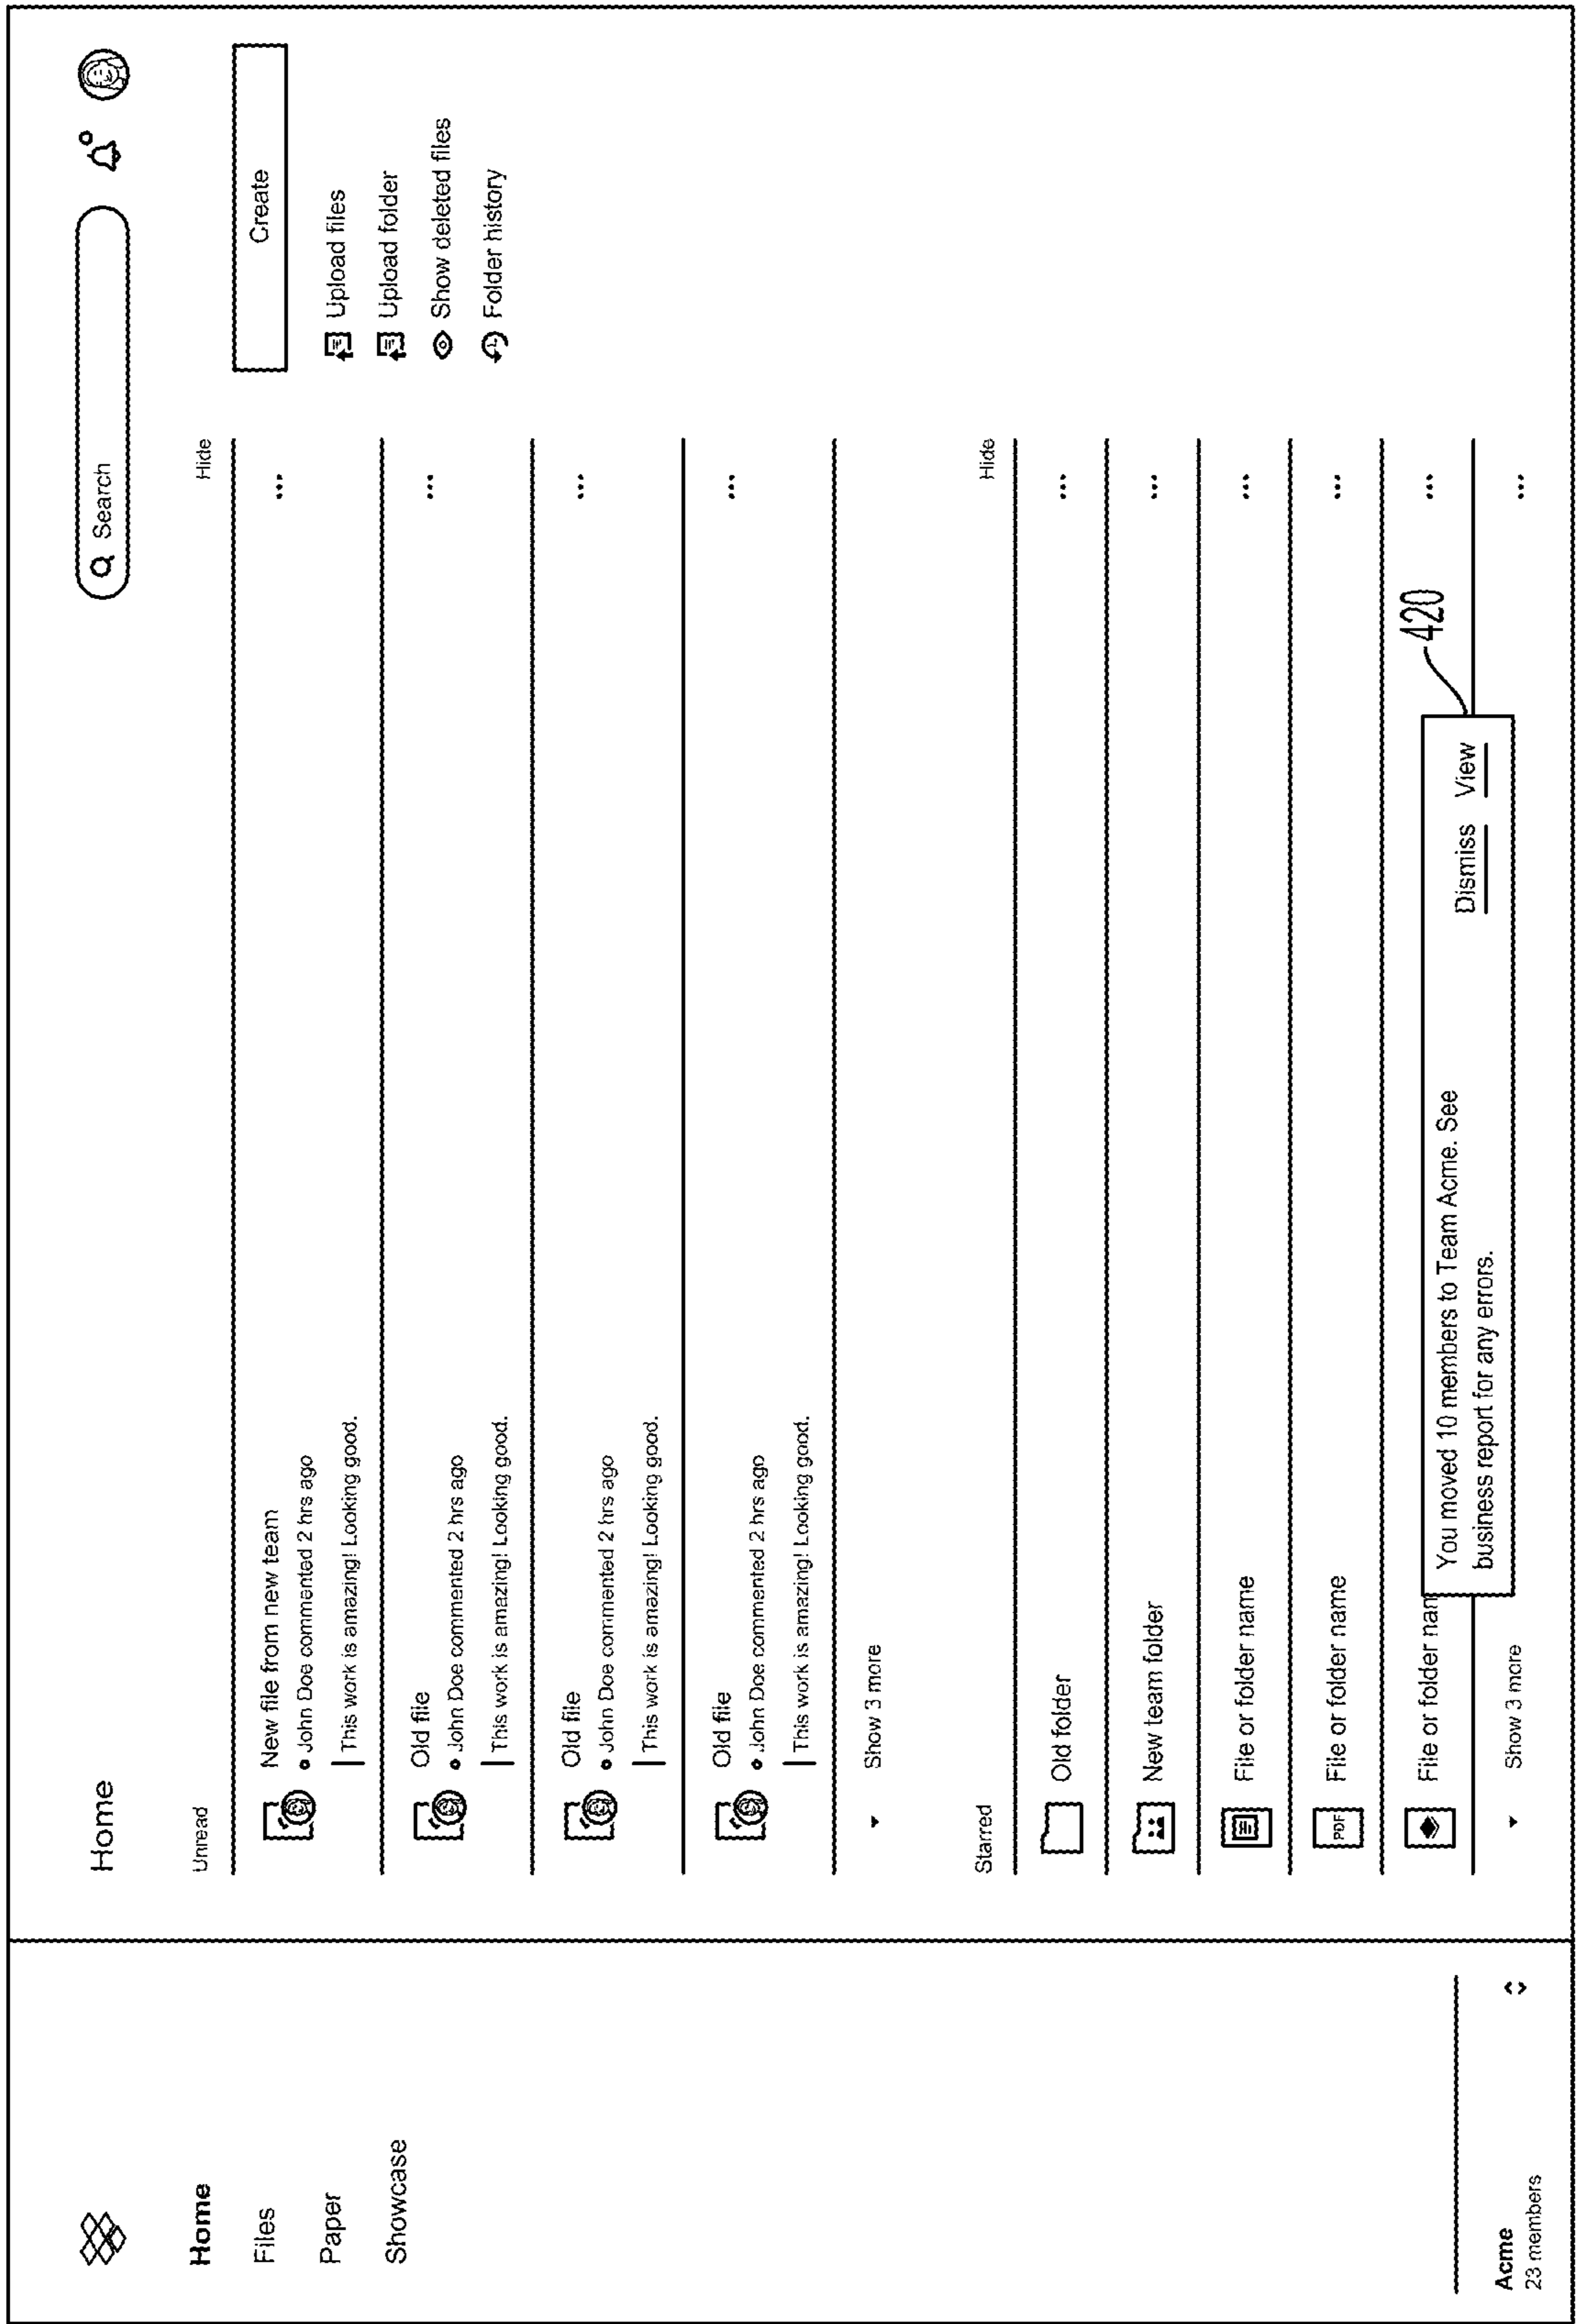 Home
Files
Paper
Showcase
Acme
23 members
Home
Search
Unread
Hide
New file from new team
John Doe commented 2 hrs ago
This work is amazing! Looking good.
Old file
John Doe commented 2 hrs ago
This work is amazing! Looking good.
Old file
John Doe commented 2 hrs ago
This work is amazing! Looking good.
Old file
John Doe commented 2 hrs ago
This work is amazing! Looking good.
Show 3 more
Starred
Hide
Old folder
New team folder
File or folder name
PDF
File or folder name
File or folder nam
Show 3 more
You moved 10 members to Team Acme. See
business report for any errors.
Dismiss View
420
Create
Upload files
Upload folder
Show deleted files
Folder history